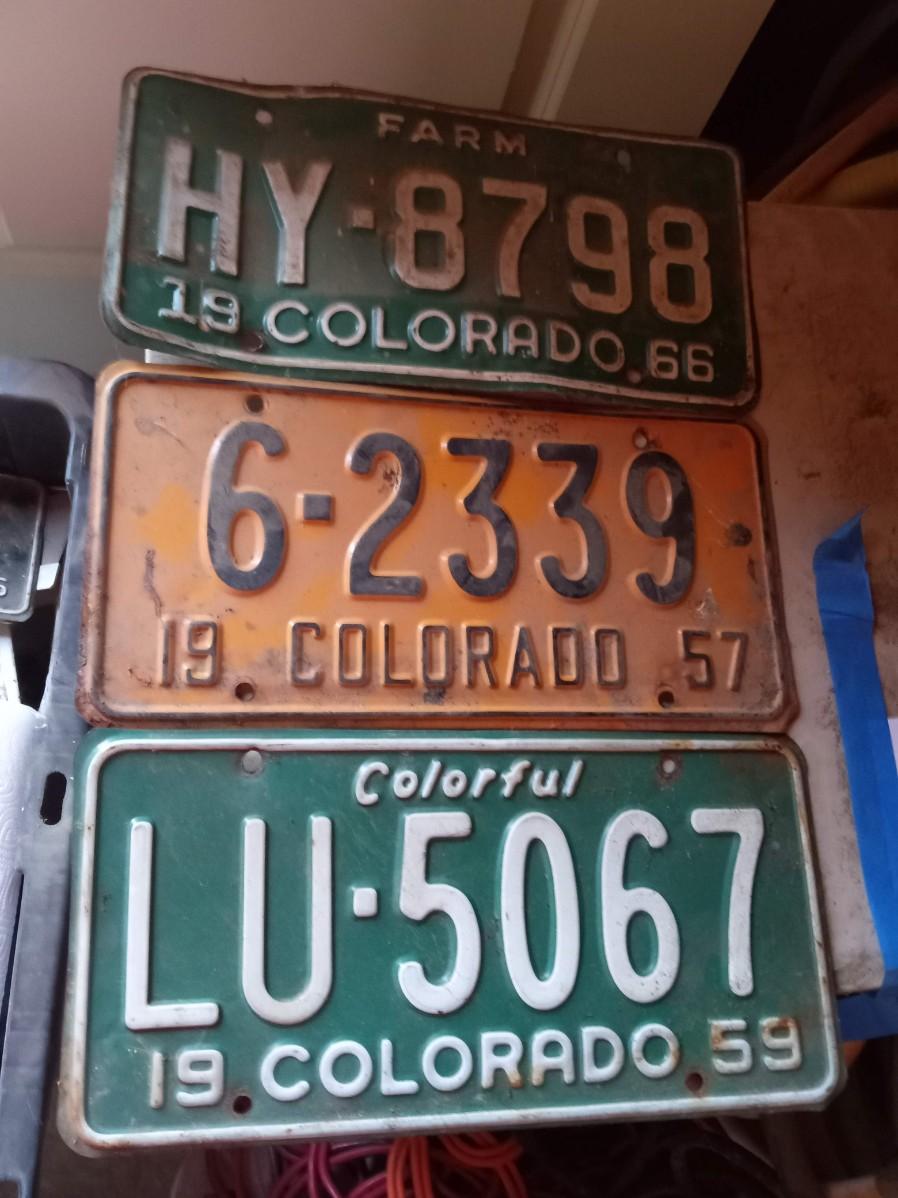 FARM
HY-8798
19 COLORADO 66
6-2339
19 COLORADO 57
Colorful
LU-5067
19 COLORADO 59